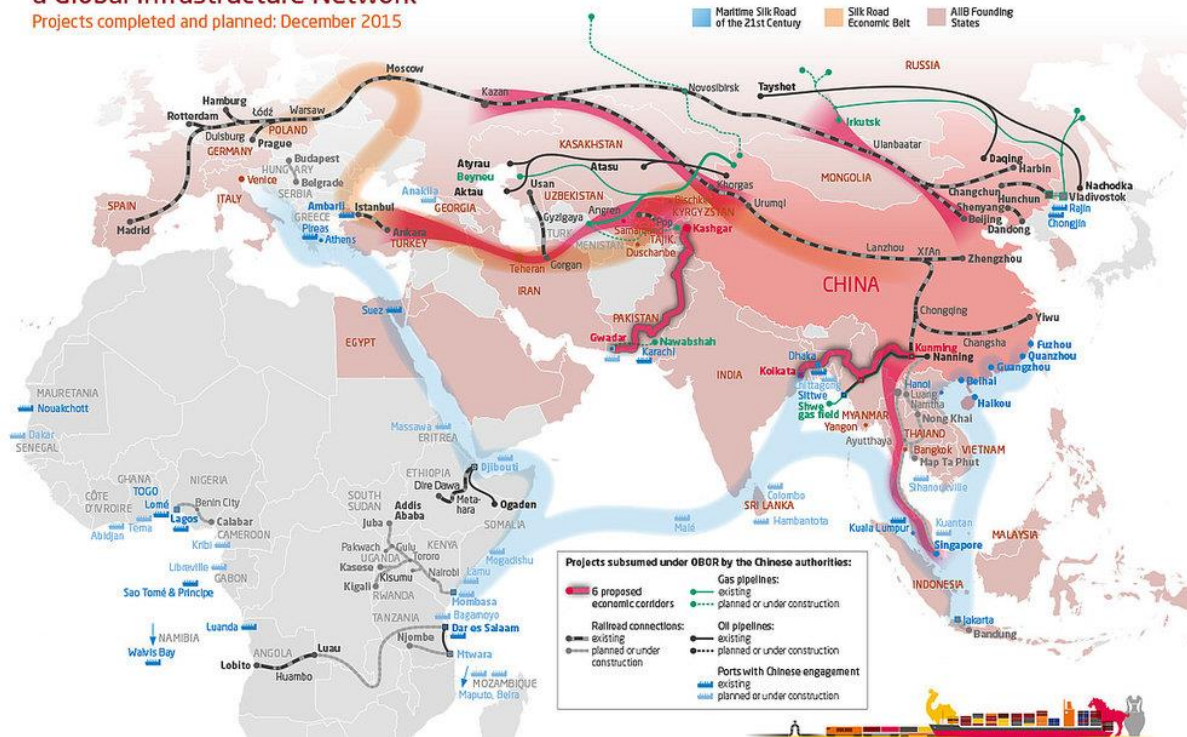 a Global Infrastructure Network
Projects completed and planned: December 2015
Maritime Silk Road
of the 21st Century
Silk Road
Economic Belt
AIIB Founding
States
RUSSIA
Moscow
Kazan
Novosibirsk
Tayshet
Hamburg
Rotterdam
Łódź
Warsaw
Duisburg
POLAND
Prague
GERMANY
Irkutsk
Ulanbaatar
KASAKHSTAN
Atyrau
Beyneu
Aktau
Atasu
Khorgas
MONGOLIA
Daqing
Harbin
Changchun
Hunchun
Nachodka
Vladivostok
Shenyang
Rajin
Chongjin
Beijing
Dandong
Budapest
HUNGARY
Belgrade
SERBIA
Venice
ITALY
SPAIN
Madrid
Anaklia
GEORGIA
Ambarli
Istanbul
GREECE
Pireas
Athens
Ankara
TURKEY
Usan
UZBEKISTAN
Gyzlgaya
Angren
TURK
MENISTAN
Bischkek
KYRGYZSTAN
Pop
Samarqand
TAJIK.
Duschanbe
Kashgar
Urumqi
Teheran
Gorgan
IRAN
Lanzhou
Xi'An
Zhengzhou
CHINA
Chongqing
Yiwu
Changsha
Suez
EGYPT
PAKISTAN
Gwadar
Nawabshah
Karachi
INDIA
Dhaka
Kolkata
Chittagong
Sittwe
Shwe
gas field
MYANMAR
Yangon
Kunming
Nanning
Fuzhou
Quanzhou
Guangzhou
Beihai
Haikou
Hanoi
Luang
Namtha
Nong Khai
THAILAND
VIETNAM
Ayutthaya
Bangkok
Map Ta Phut
Sihanoukville
MAURETANIA
Nouakchott
Dakar
SENEGAL
Massawa
ERITREA
Djibouti
ETHIOPIA
Dire Dawa
Meta-
hara
Ogaden
Addis
Ababa
SOMALIA
GHANA
NIGERIA
CÔTE
D'IVROIRE
TOGO
Lomé
Benin City
Lagos
Calabar
Tema
Abidjan
CAMEROON
Kribi
Libreville
GABON
Sao Tomé & Principe
SOUTH
SUDAN
Juba
Pakwach
Gulu
UGANDA
Tororo
KENYA
Kasese
Kisumu
Nairobi
Kigali
RWANDA
Mogadishu
Lamu
Mombasa
Bagamoyo
TANZANIA
Dar es Salaam
Njombe
Mtwara
Luanda
NAMIBIA
Walvis Bay
ANGOLA
Luau
Lobito
Huambo
MOZAMBIQUE
Maputo, Beira
Colombo
SRI LANKA
Hambantota
Malé
Kuala Lumpur
Kuantan
MALAYSIA
Singapore
INDONESIA
Jakarta
Bandung
Projects subsumed under OBOR by the Chinese authorities:
6 proposed
economic corridors
Railroad connections:
existing
planned or under
construction
Gas pipelines:
existing
planned or under construction
Oil pipelines:
existing
planned or under construction
Ports with Chinese engagement
existing
planned or under construction